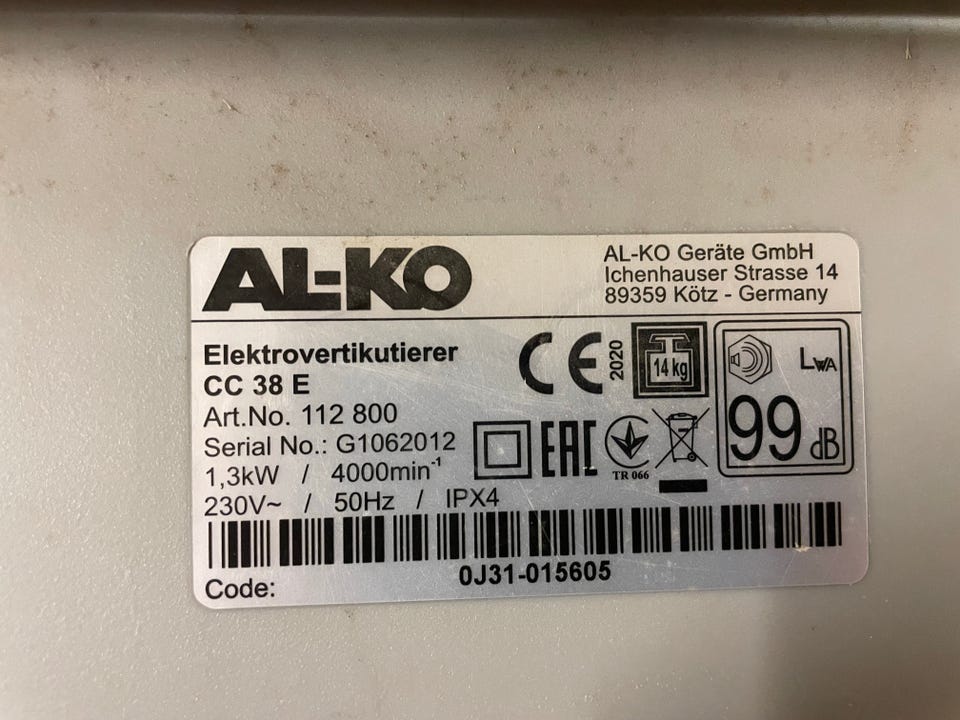 AL-KO
AL-KO Geräte GmbH
Ichenhauser Strasse 14
89359 Kötz - Germany
Elektrovertikutierer
CC 38 E
Art.No. 112 800
Serial No.: G1062012
1,3kW / 4000min⁻¹
230V~ / 50Hz / IPX4
CE 2020
14 kg
LWA
99 dB
EAC
TR 066
Code:
0J31-015605